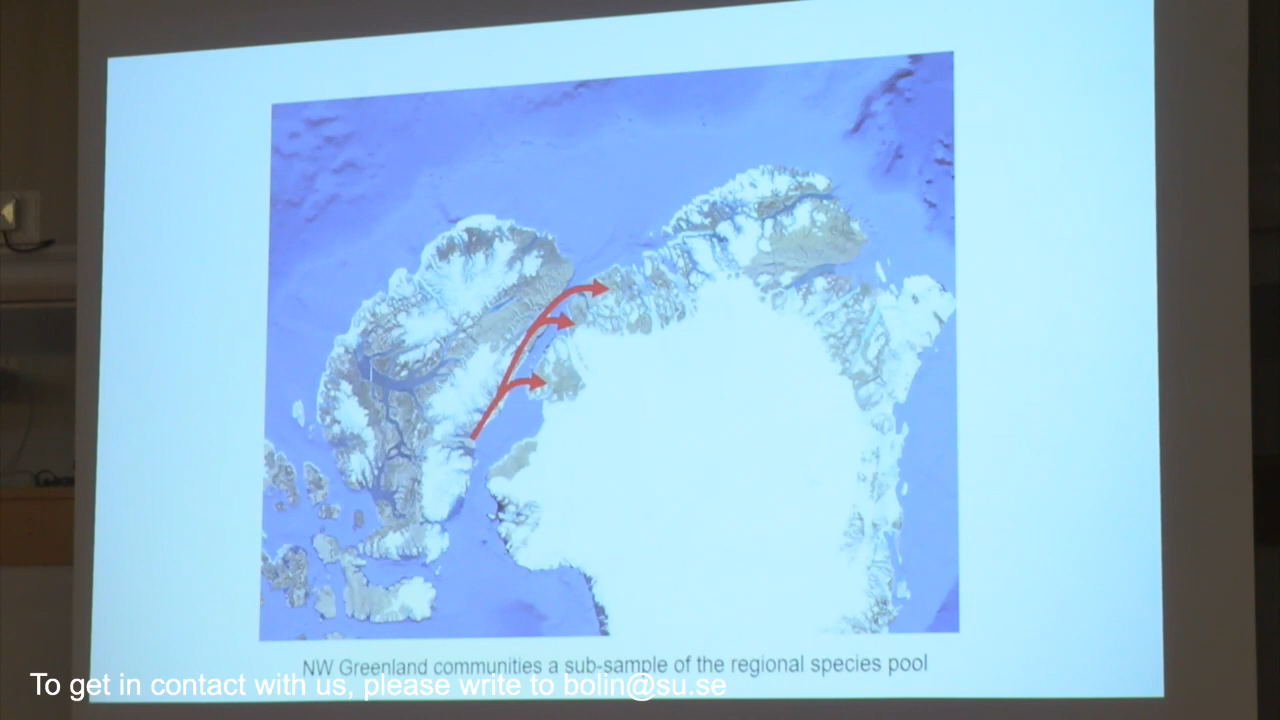 NW Greenland communities a sub-sample of the regional species pool
To get in contact with us, please write to bolin@su.se